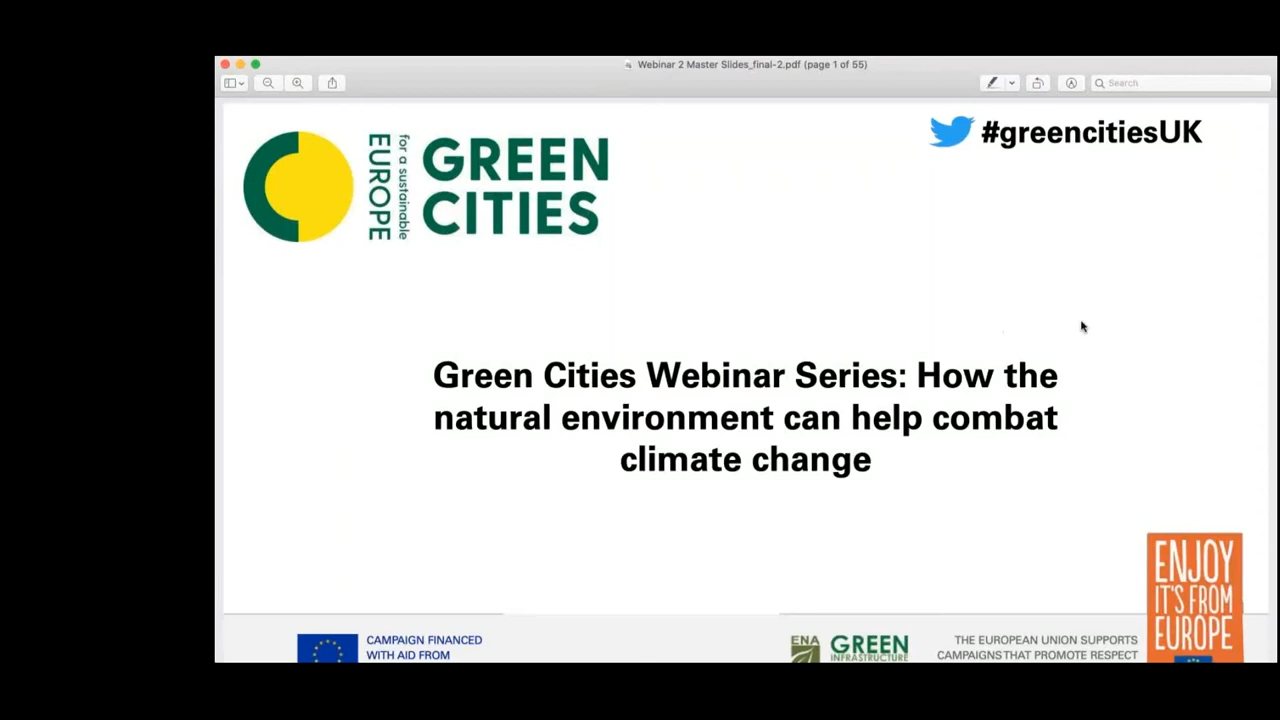 Webinar 2 Master Slides_final-2.pdf (page 1 of 55)
Search
EUROPE
for a sustainable
GREEN
CITIES
#greencitiesUK
Green Cities Webinar Series: How the
natural environment can help combat
climate change
ENJOY
IT'S FROM
EUROPE
CAMPAIGN FINANCED
WITH AID FROM
ENA
GREEN
INFRASTRUCTURE
THE EUROPEAN UNION SUPPORTS
CAMPAIGNS THAT PROMOTE RESPECT